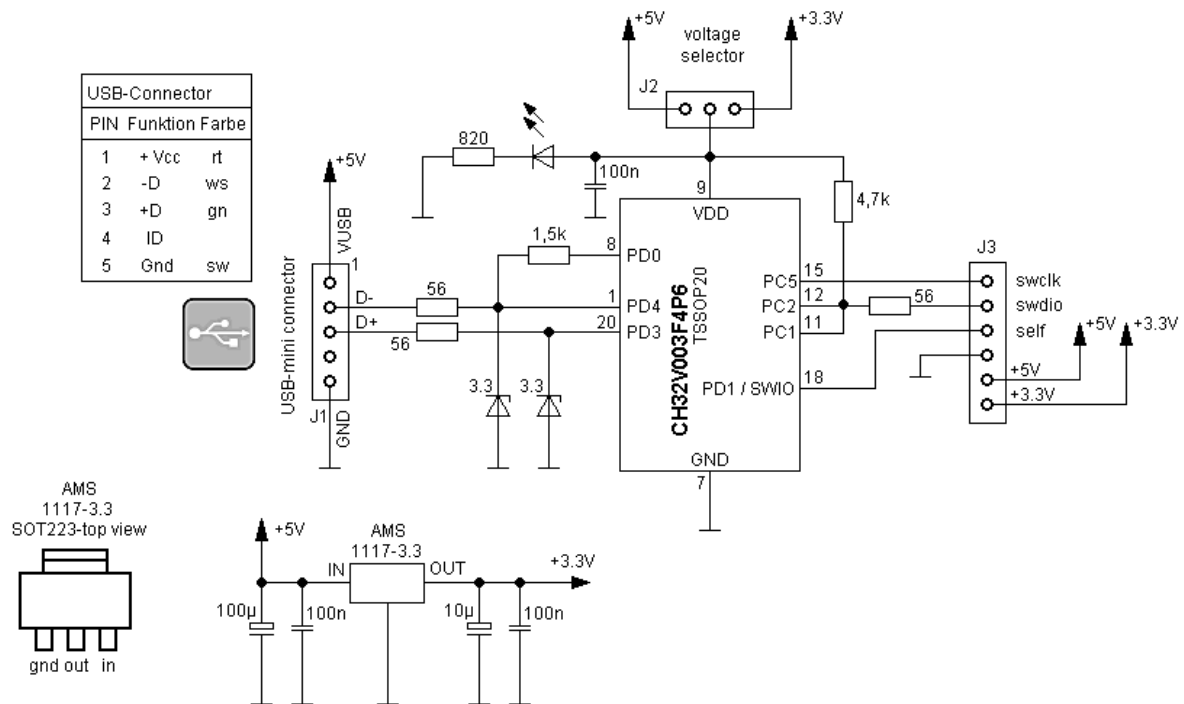 USB-Connector
PIN Funktion Farbe
1 + Vcc rt
2 -D ws
3 +D gn
4 ID
5 Gnd sw
+5V
voltage
selector
+3.3V
J2
820
100n
9
VDD
4,7k
+5V
VUSB
1
USB-mini connector
J1
GND
D-
D+
56
56
1,5k
3.3
3.3
8
1
20
PD0
PD4
PD3
CH32V003F4P6
TSSOP20
PC5
PC2
PC1
PD1 / SWIO
15
12
11
18
GND
7
56
J3
swclk
swdio
self
+5V
+3.3V
+5V
+3.3V
AMS
1117-3.3
SOT223-top view
gnd out in
+5V
AMS
1117-3.3
IN
OUT
+3.3V
100µ
100n
10µ
100n